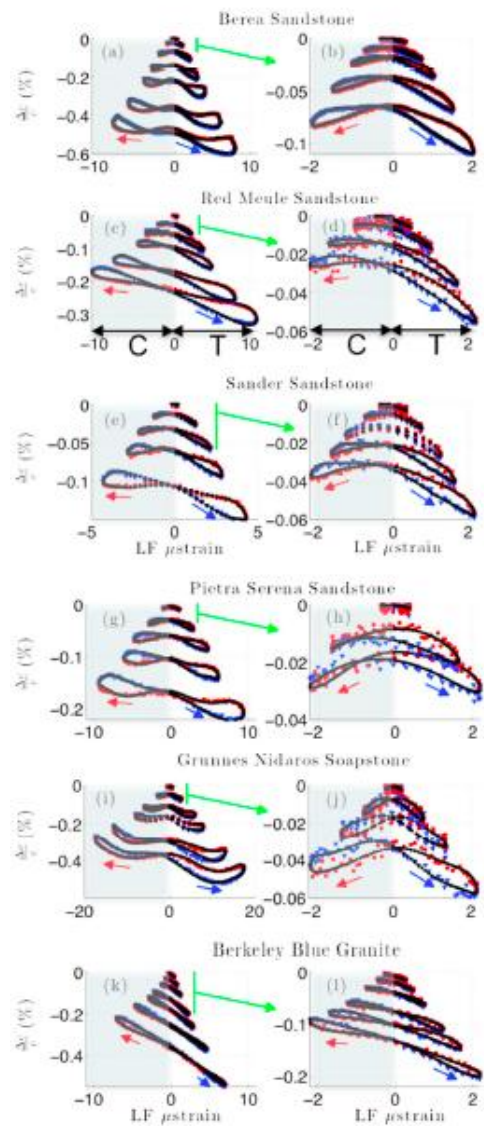 Berea Sandstone
(a) (b)
0 0
−0.2 −0.05
−0.4 −0.1
−0.6
−10 0 10 −2 0 2
(%)
Red Meule Sandstone
(c) (d)
0 0
−0.1 −0.02
−0.2 −0.04
−0.3 −0.06
C T C T
−10 0 10 −2 0 2
(%)
Sander Sandstone
(e) (f)
0 0
−0.05 −0.02
−0.1 −0.04
−0.06
−5 0 5 −2 0 2
(%)
LF μstrain LF μstrain
Pietra Serena Sandstone
(g) (h)
0 0
−0.1 −0.02
−0.2 −0.04
−10 0 10 −2 0 2
(%)
Grunnes Nidaros Soapstone
(i) (j)
0 0
−0.2 −0.02
−0.4 −0.04
−0.06
−20 0 20 −2 0 2
(%)
Berkeley Blue Granite
(k) (l)
0 0
−0.2 −0.1
−0.4 −0.2
−10 0 10 −2 0 2
(%)
LF μstrain LF μstrain